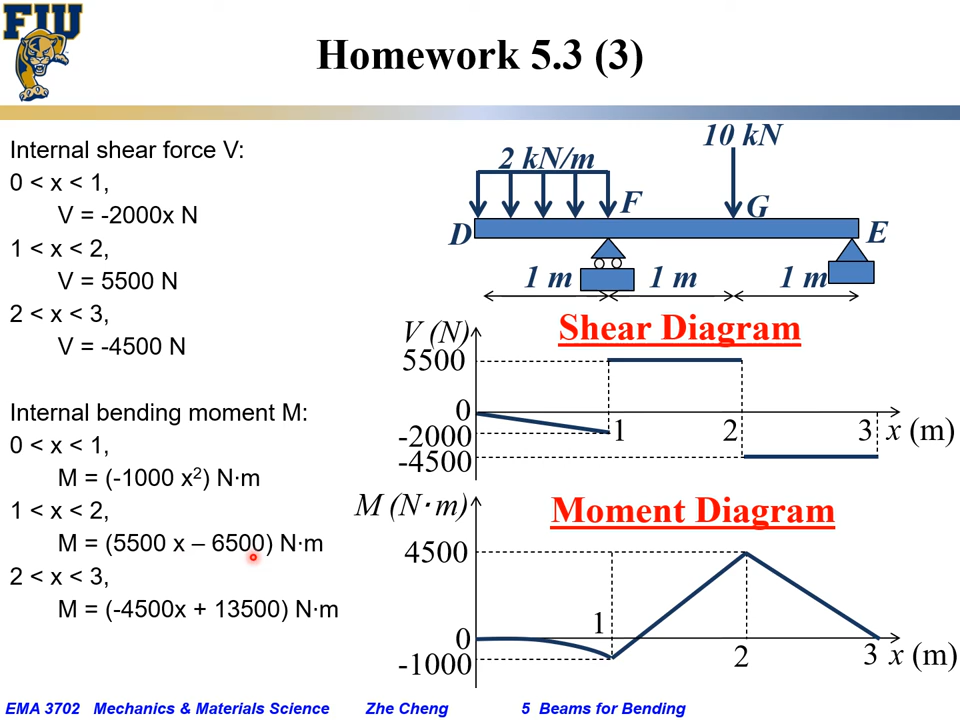 FIU
Homework 5.3 (3)
Internal shear force V:
0 < x < 1,
V = -2000x N
1 < x < 2,
V = 5500 N
2 < x < 3,
V = -4500 N
Internal bending moment M:
0 < x < 1,
M = (-1000 x²) N·m
1 < x < 2,
M = (5500 x – 6500) N·m
2 < x < 3,
M = (-4500x + 13500) N·m
10 kN
2 kN/m
F
G
D
E
1 m
1 m
1 m
V (N)
Shear Diagram
5500
0
-2000
-4500
1
2
3
x (m)
M (N·m)
Moment Diagram
4500
0
-1000
1
2
3
x (m)
EMA 3702 Mechanics & Materials Science Zhe Cheng 5 Beams for Bending